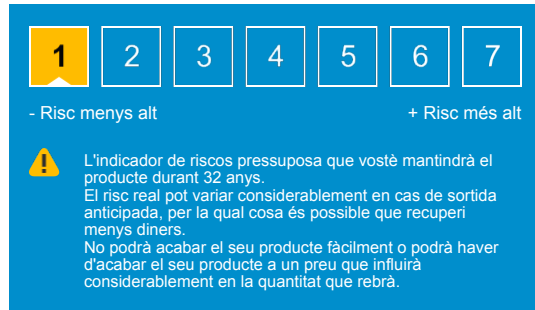 1 2 3 4 5 6 7
- Risc menys alt + Risc més alt
L'indicador de riscos pressuposa que vostè mantindrà el
producte durant 32 anys.
El risc real pot variar considerablement en cas de sortida
anticipada, per la qual cosa és possible que recuperi
menys diners.
No podrà acabar el seu producte fàcilment o podrà haver
d'acabar el seu producte a un preu que influirà
considerablement en la quantitat que rebrà.